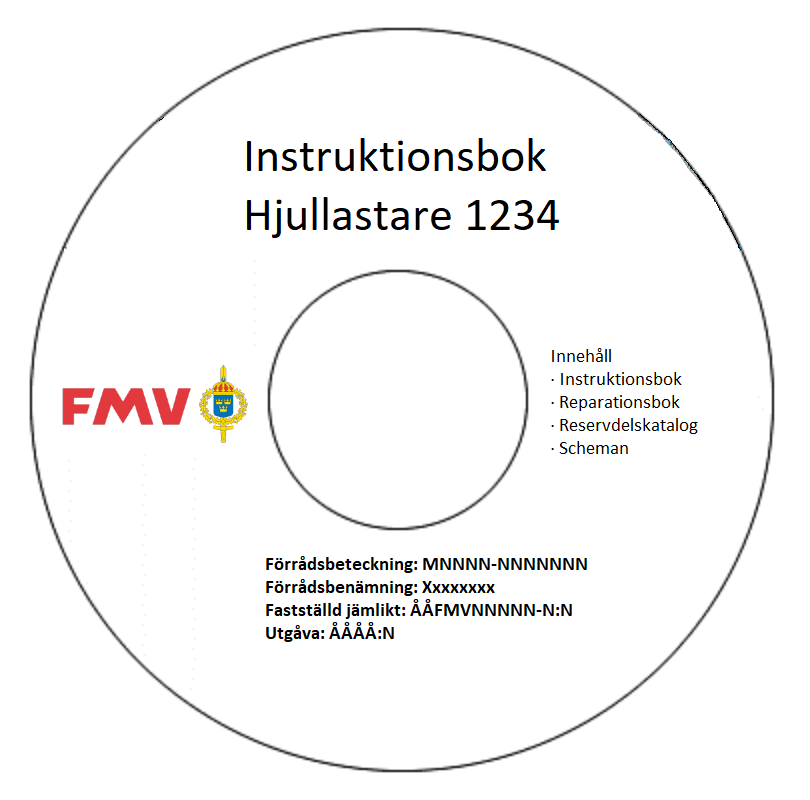 Instruktionsbok
Hjullastare 1234
FMV
Innehåll
· Instruktionsbok
· Reparationsbok
· Reservdelskatalog
· Scheman
Förrådsbeteckning: MNNNN-NNNNNNN
Förrådsbenämning: Xxxxxxxx
Fastställd jämlikt: ÅÅFMVNNNNN-N:N
Utgåva: ÅÅÅÅ:N